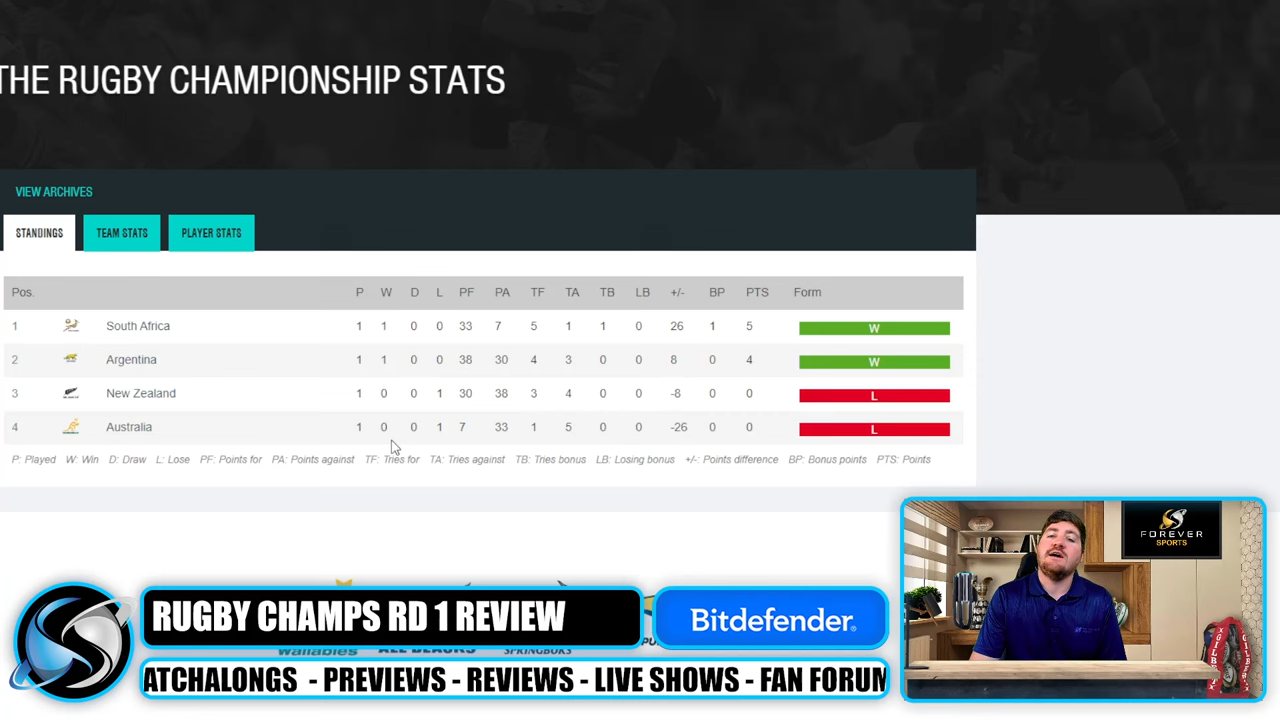 THE RUGBY CHAMPIONSHIP STATS
VIEW ARCHIVES
STANDINGS TEAM STATS PLAYER STATS
Pos. P W D L PF PA TF TA TB LB +/- BP PTS Form
1 South Africa 1 1 0 0 33 7 5 1 1 0 26 1 5 W
2 Argentina 1 1 0 0 38 30 4 3 0 0 8 0 4 W
3 New Zealand 1 0 0 1 30 38 3 4 0 0 -8 0 0 L
4 Australia 1 0 0 1 7 33 1 5 0 0 -26 0 0 L
P: Played W: Win D: Draw L: Lose PF: Points for PA: Points against TF: Tries for TA: Tries against TB: Tries bonus LB: Losing bonus +/-: Points difference BP: Bonus points PTS: Points
FOREVER
SPORTS
RUGBY CHAMPS RD 1 REVIEW
Bitdefender.
Wallabies ALL BLACKS SPRINGBOKS PU
ATCHALONGS - PREVIEWS - REVIEWS - LIVE SHOWS - FAN FORUM
GILBE